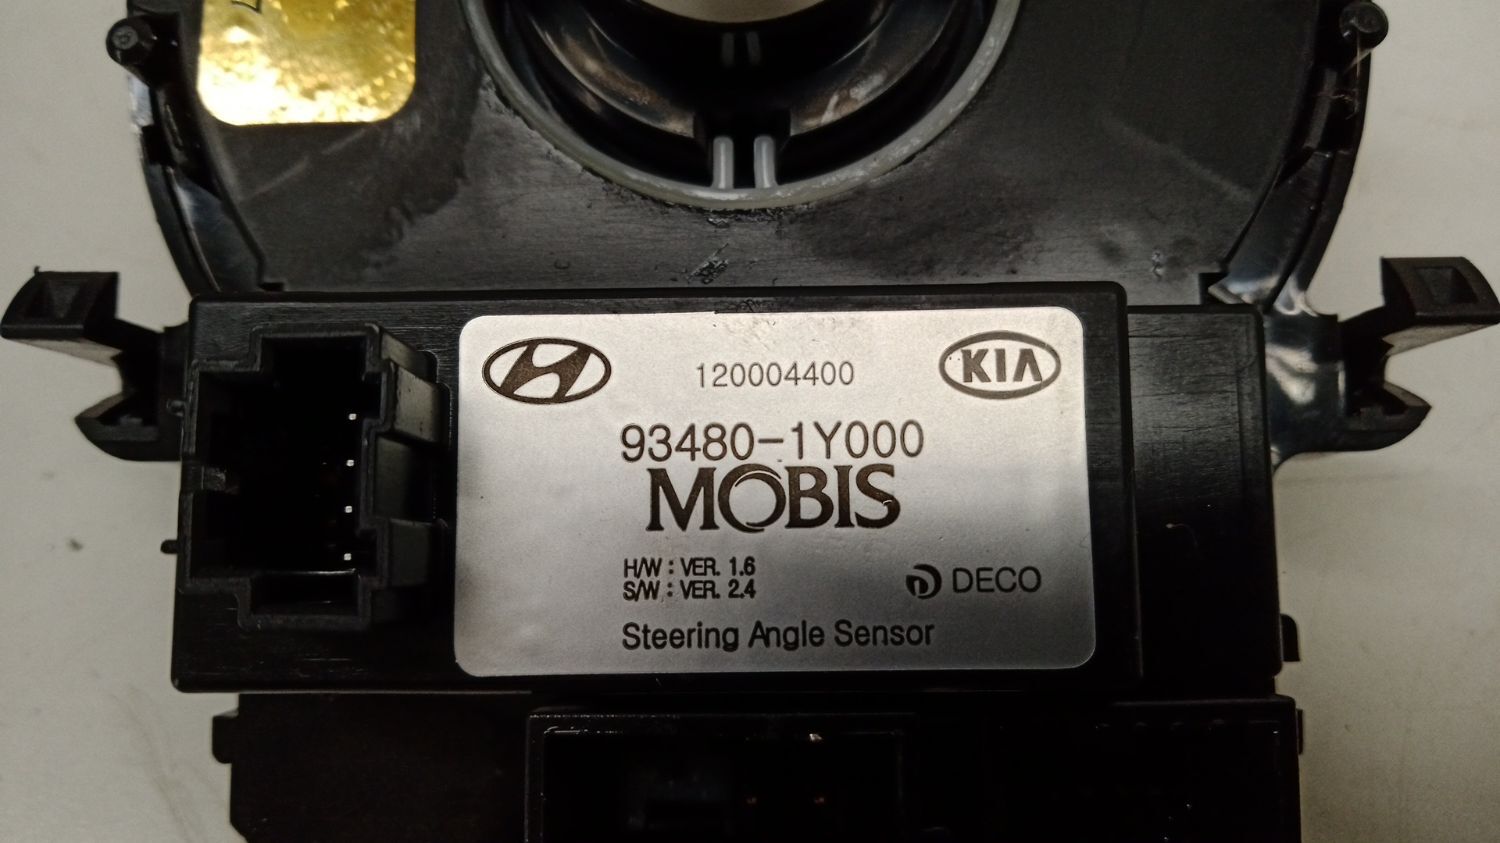 120004400
KIA
93480-1Y000
MOBIS
H/W : VER. 1.6
S/W : VER. 2.4
DECO
Steering Angle Sensor